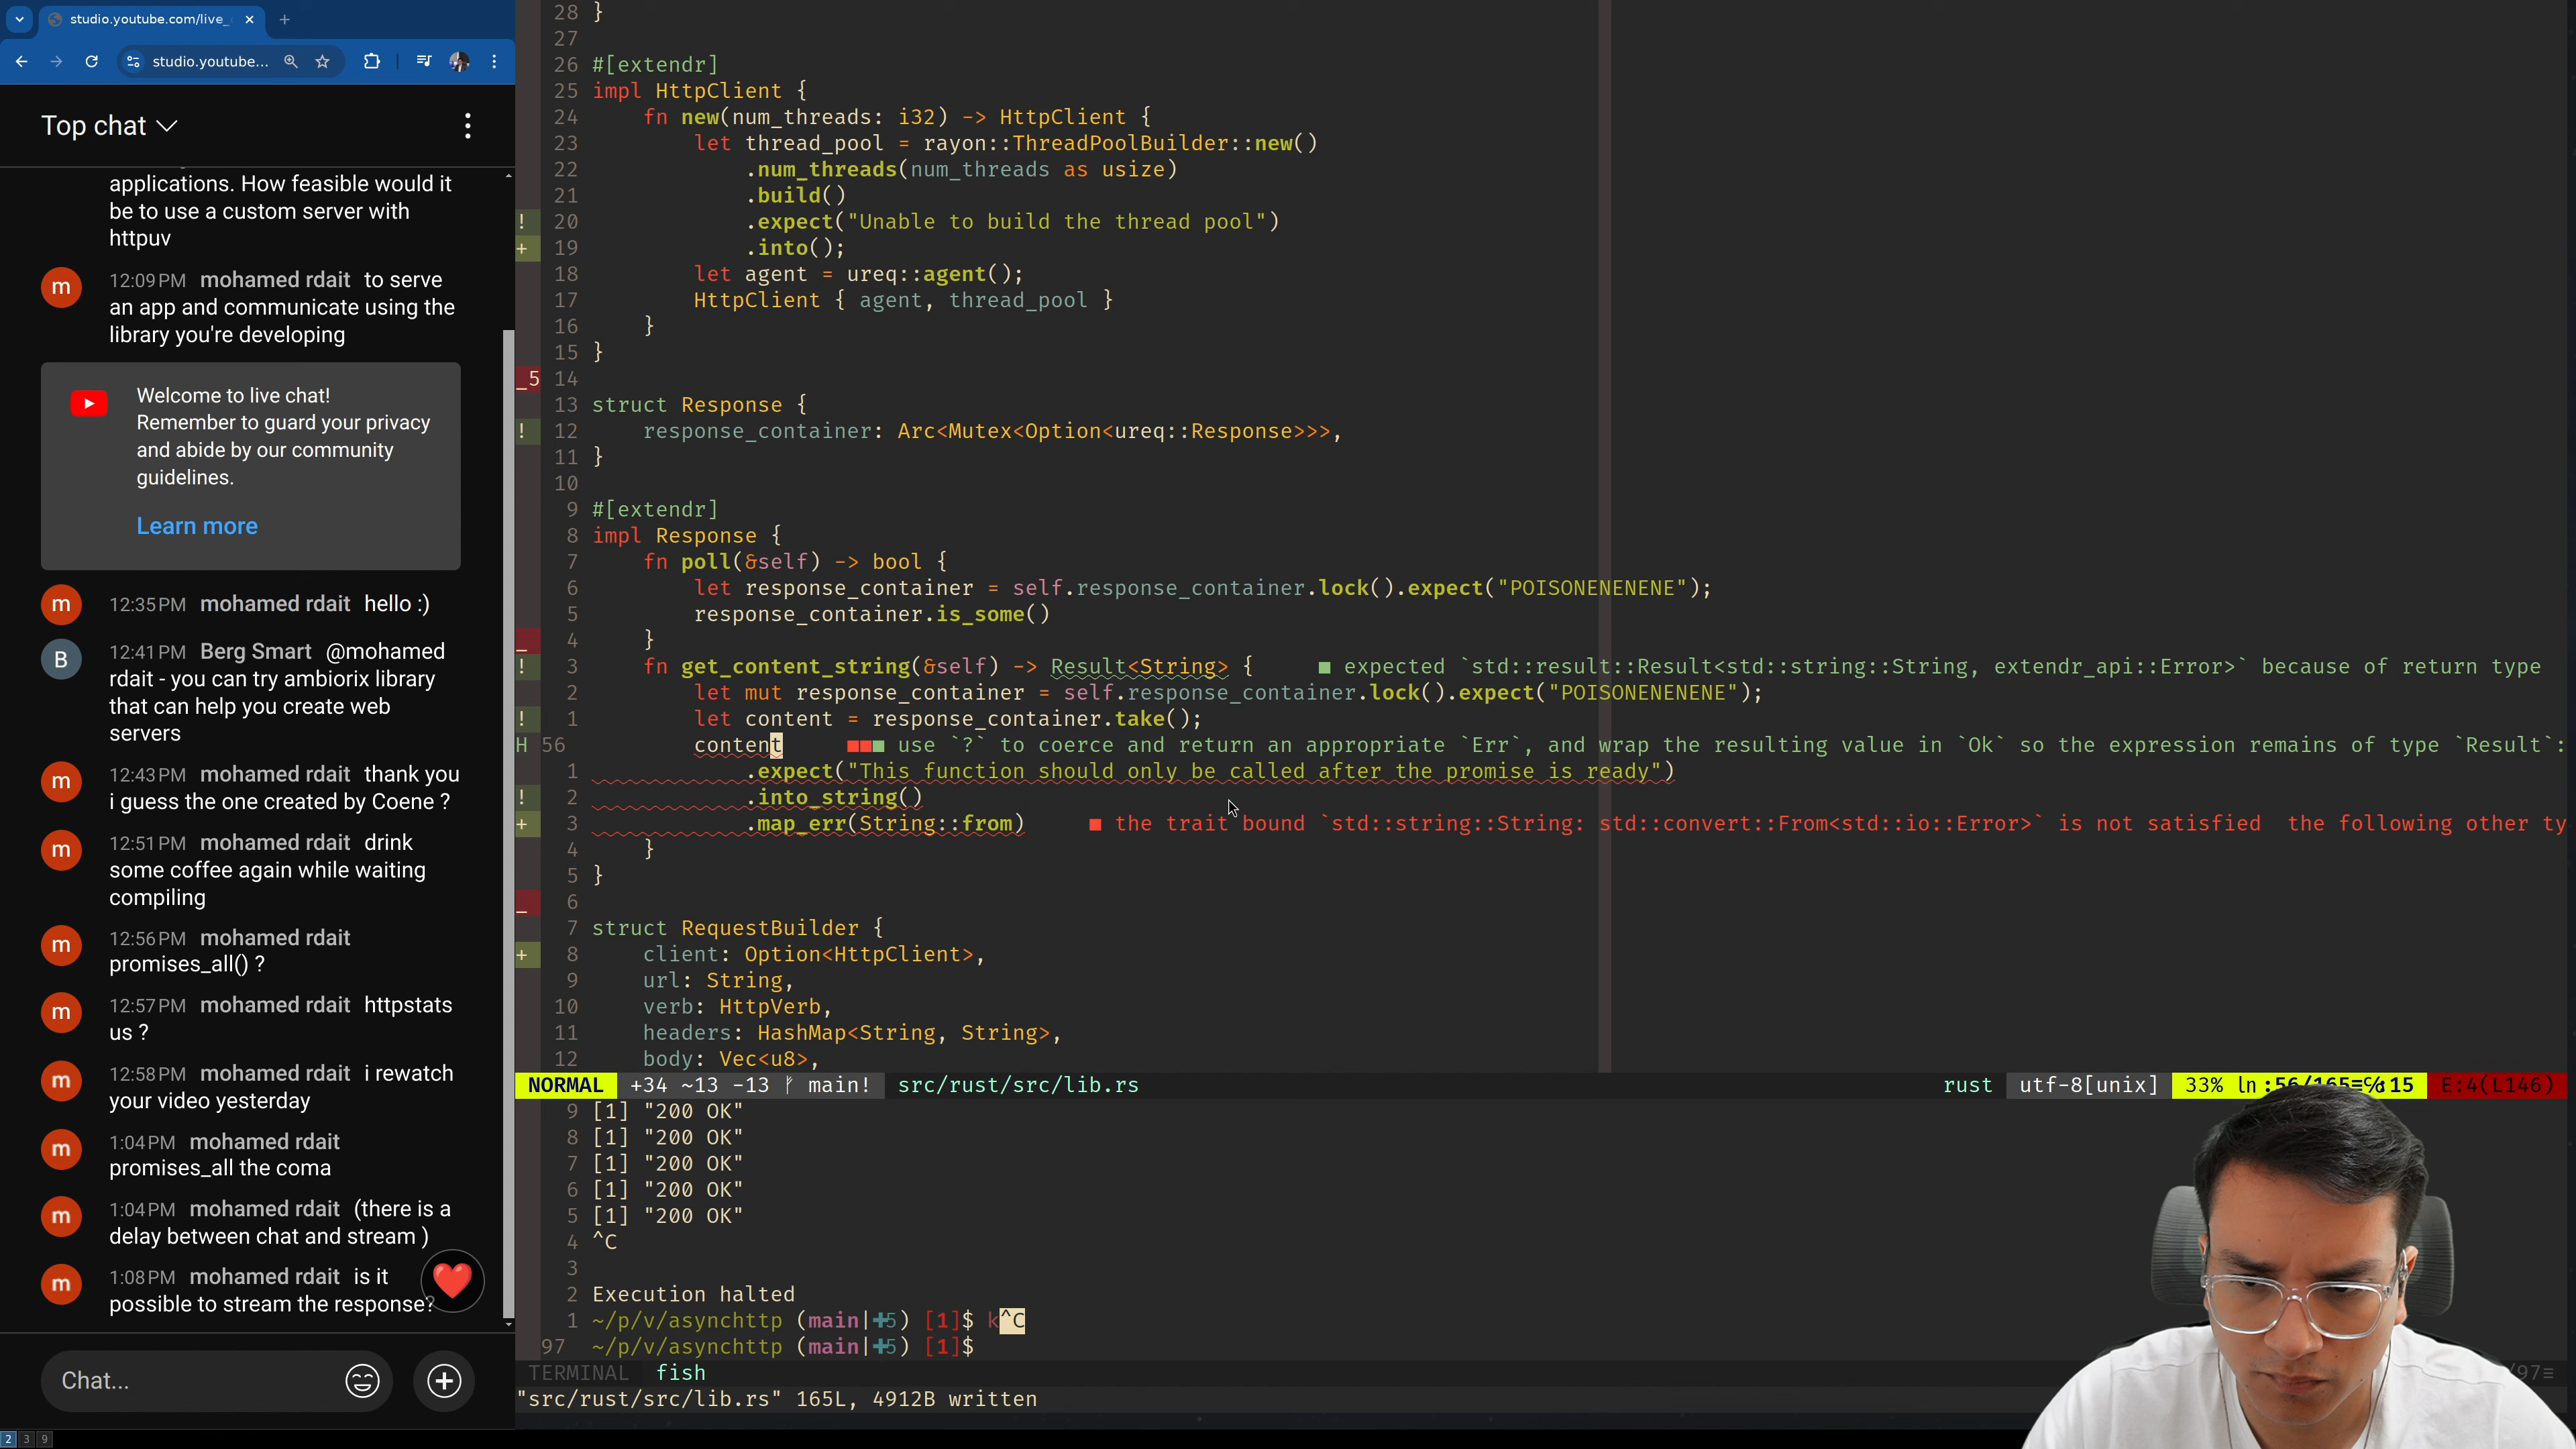 studio.youtube.com/live_
studio.youtube...
Top chat
applications. How feasible would it
be to use a custom server with
httpuv
m
12:09 PM mohamed rdait to serve
an app and communicate using the
library you're developing
Welcome to live chat!
Remember to guard your privacy
and abide by our community
guidelines.
Learn more
m
12:35 PM mohamed rdait hello :)
B
12:41 PM Berg Smart @mohamed
rdait - you can try ambiorix library
that can help you create web
servers
m
12:43 PM mohamed rdait thank you
i guess the one created by Coene ?
m
12:51 PM mohamed rdait drink
some coffee again while waiting
compiling
m
12:56 PM mohamed rdait
promises_all() ?
m
12:57 PM mohamed rdait httpstats
us ?
m
12:58 PM mohamed rdait i rewatch
your video yesterday
m
1:04 PM mohamed rdait
promises_all the coma
m
1:04 PM mohamed rdait (there is a
delay between chat and stream )
m
1:08 PM mohamed rdait is it
possible to stream the response?
Chat...
2 3 9
28 }
27
26 #[extendr]
25 impl HttpClient {
24 fn new(num_threads: i32) -> HttpClient {
23 let thread_pool = rayon::ThreadPoolBuilder::new()
22 .num_threads(num_threads as usize)
21 .build()
! 20 .expect("Unable to build the thread pool")
+ 19 .into();
18 let agent = ureq::agent();
17 HttpClient { agent, thread_pool }
16 }
15 }
_5 14
13 struct Response {
! 12 response_container: Arc<Mutex<Option<ureq::Response>>>,
11 }
10
9 #[extendr]
8 impl Response {
7 fn poll(&self) -> bool {
6 let response_container = self.response_container.lock().expect("POISONENENENE");
5 response_container.is_some()
_ 4 }
! 3 fn get_content_string(&self) -> Result<String> { ■ expected `std::result::Result<std::string::String, extendr_api::Error>` because of return type
2 let mut response_container = self.response_container.lock().expect("POISONENENENE");
! 1 let content = response_container.take();
H 56 content ■■■ use `?` to coerce and return an appropriate `Err`, and wrap the resulting value in `Ok` so the expression remains of type `Result`:
1 .expect("This function should only be called after the promise is ready")
! 2 .into_string()
+ 3 .map_err(String::from) ■ the trait bound `std::string::String: std::convert::From<std::io::Error>` is not satisfied the following other ty
4 }
5 }
_ 6
7 struct RequestBuilder {
+ 8 client: Option<HttpClient>,
9 url: String,
10 verb: HttpVerb,
11 headers: HashMap<String, String>,
12 body: Vec<u8>,
NORMAL +34 ~13 -13 main! src/rust/src/lib.rs rust utf-8[unix] 33% ln :56/165≡℅:15 E:4(L146)
9 [1] "200 OK"
8 [1] "200 OK"
7 [1] "200 OK"
6 [1] "200 OK"
5 [1] "200 OK"
4 ^C
3
2 Execution halted
1 ~/p/v/asynchttp (main|✚5) [1]$ k^C
97 ~/p/v/asynchttp (main|✚5) [1]$
TERMINAL fish /97≡
"src/rust/src/lib.rs" 165L, 4912B written